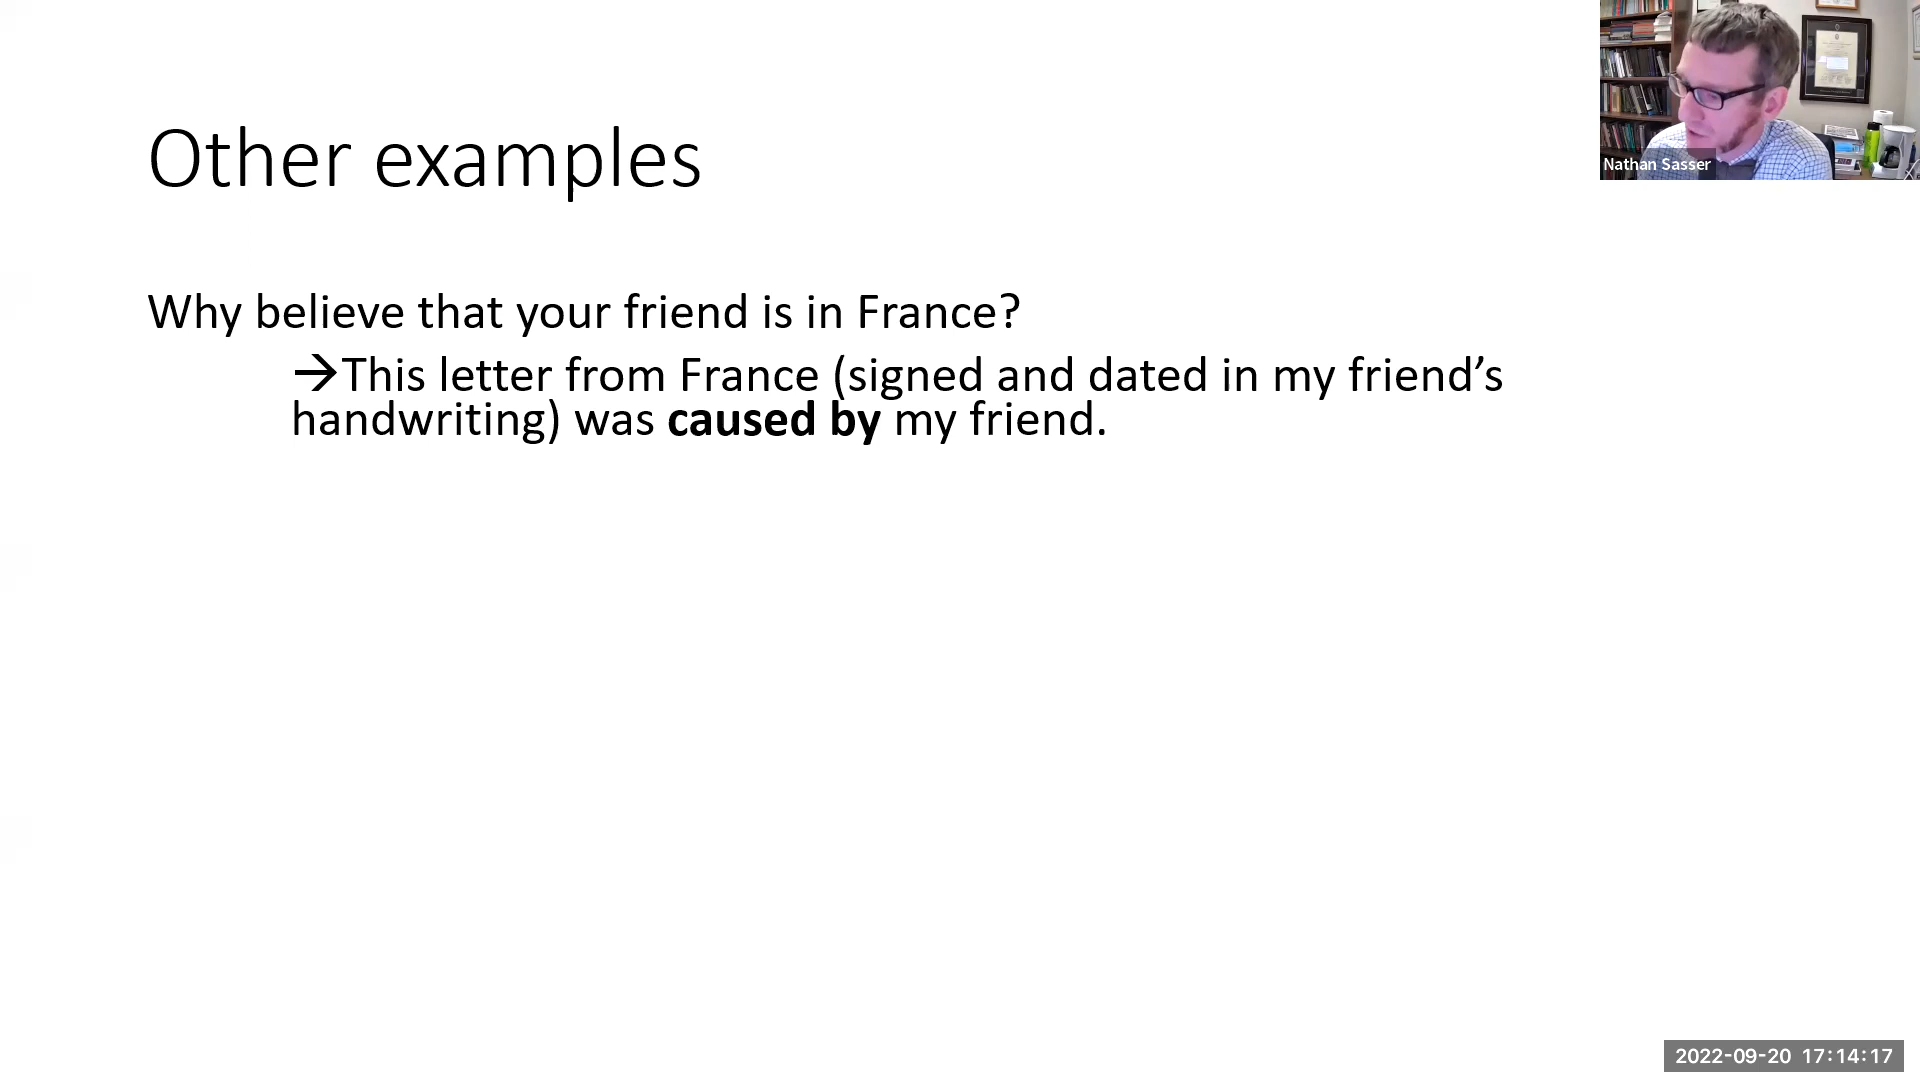 Other examples
Nathan Sasser
Why believe that your friend is in France?
→This letter from France (signed and dated in my friend’s
handwriting) was caused by my friend.
2022-09-20 17:14:17